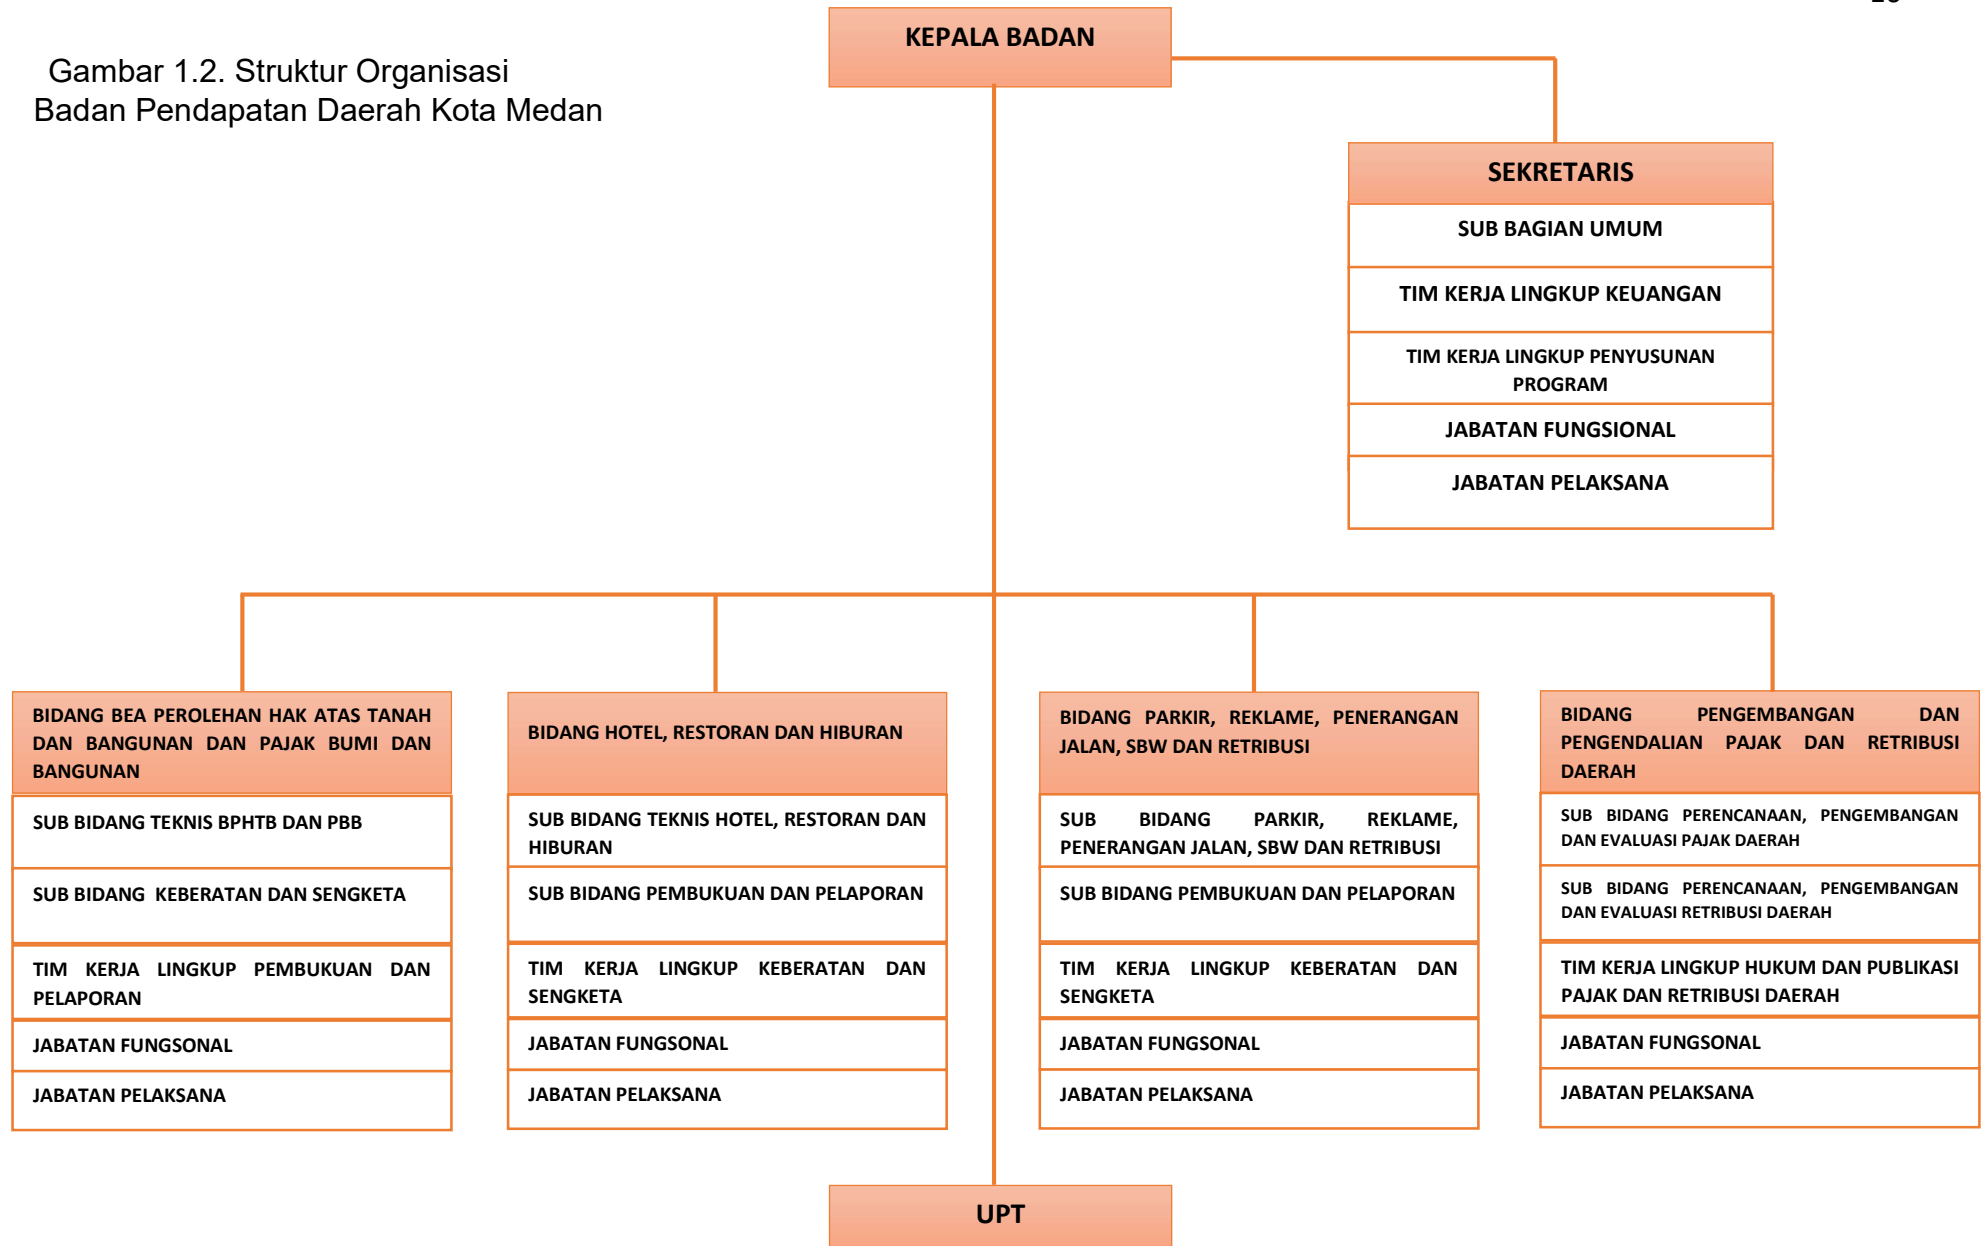 KEPALA BADAN
Gambar 1.2. Struktur Organisasi
Badan Pendapatan Daerah Kota Medan
SEKRETARIS
SUB BAGIAN UMUM
TIM KERJA LINGKUP KEUANGAN
TIM KERJA LINGKUP PENYUSUNAN
PROGRAM
JABATAN FUNGSIONAL
JABATAN PELAKSANA
BIDANG BEA PEROLEHAN HAK ATAS TANAH
DAN BANGUNAN DAN PAJAK BUMI DAN
BANGUNAN
SUB BIDANG TEKNIS BPHTB DAN PBB
SUB BIDANG KEBERATAN DAN SENGKETA
TIM KERJA LINGKUP PEMBUKUAN DAN
PELAPORAN
JABATAN FUNGSONAL
JABATAN PELAKSANA
BIDANG HOTEL, RESTORAN DAN HIBURAN
SUB BIDANG TEKNIS HOTEL, RESTORAN DAN
HIBURAN
SUB BIDANG PEMBUKUAN DAN PELAPORAN
TIM KERJA LINGKUP KEBERATAN DAN
SENGKETA
JABATAN FUNGSONAL
JABATAN PELAKSANA
BIDANG PARKIR, REKLAME, PENERANGAN
JALAN, SBW DAN RETRIBUSI
SUB BIDANG PARKIR, REKLAME,
PENERANGAN JALAN, SBW DAN RETRIBUSI
SUB BIDANG PEMBUKUAN DAN PELAPORAN
TIM KERJA LINGKUP KEBERATAN DAN
SENGKETA
JABATAN FUNGSONAL
JABATAN PELAKSANA
BIDANG PENGEMBANGAN DAN
PENGENDALIAN PAJAK DAN RETRIBUSI
DAERAH
SUB BIDANG PERENCANAAN, PENGEMBANGAN
DAN EVALUASI PAJAK DAERAH
SUB BIDANG PERENCANAAN, PENGEMBANGAN
DAN EVALUASI RETRIBUSI DAERAH
TIM KERJA LINGKUP HUKUM DAN PUBLIKASI
PAJAK DAN RETRIBUSI DAERAH
JABATAN FUNGSONAL
JABATAN PELAKSANA
UPT